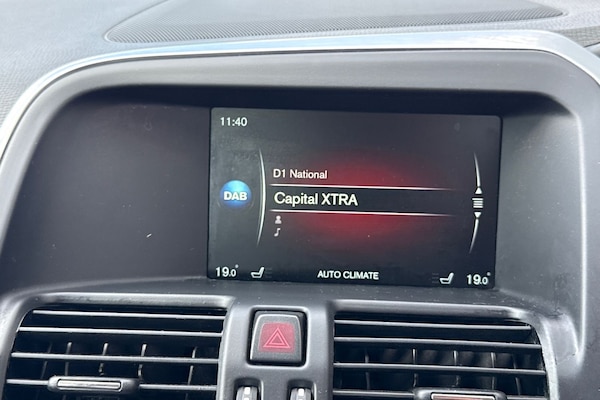 11:40
D1 National
DAB
Capital XTRA
19.0
AUTO CLIMATE
19.0